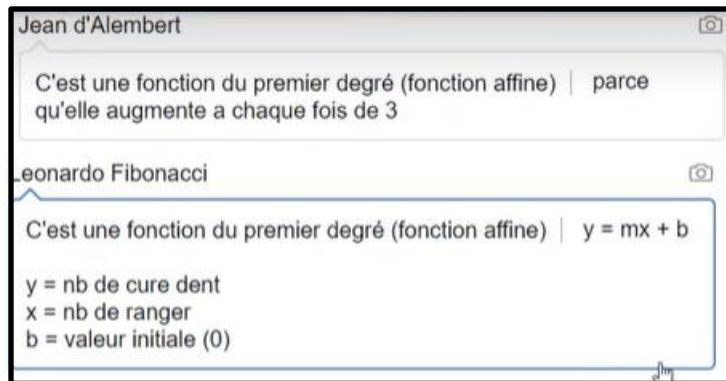 Jean d'Alembert
C'est une fonction du premier degré (fonction affine) | parce
qu'elle augmente a chaque fois de 3
Leonardo Fibonacci
C'est une fonction du premier degré (fonction affine) | y = mx + b
y = nb de cure dent
x = nb de ranger
b = valeur initiale (0)